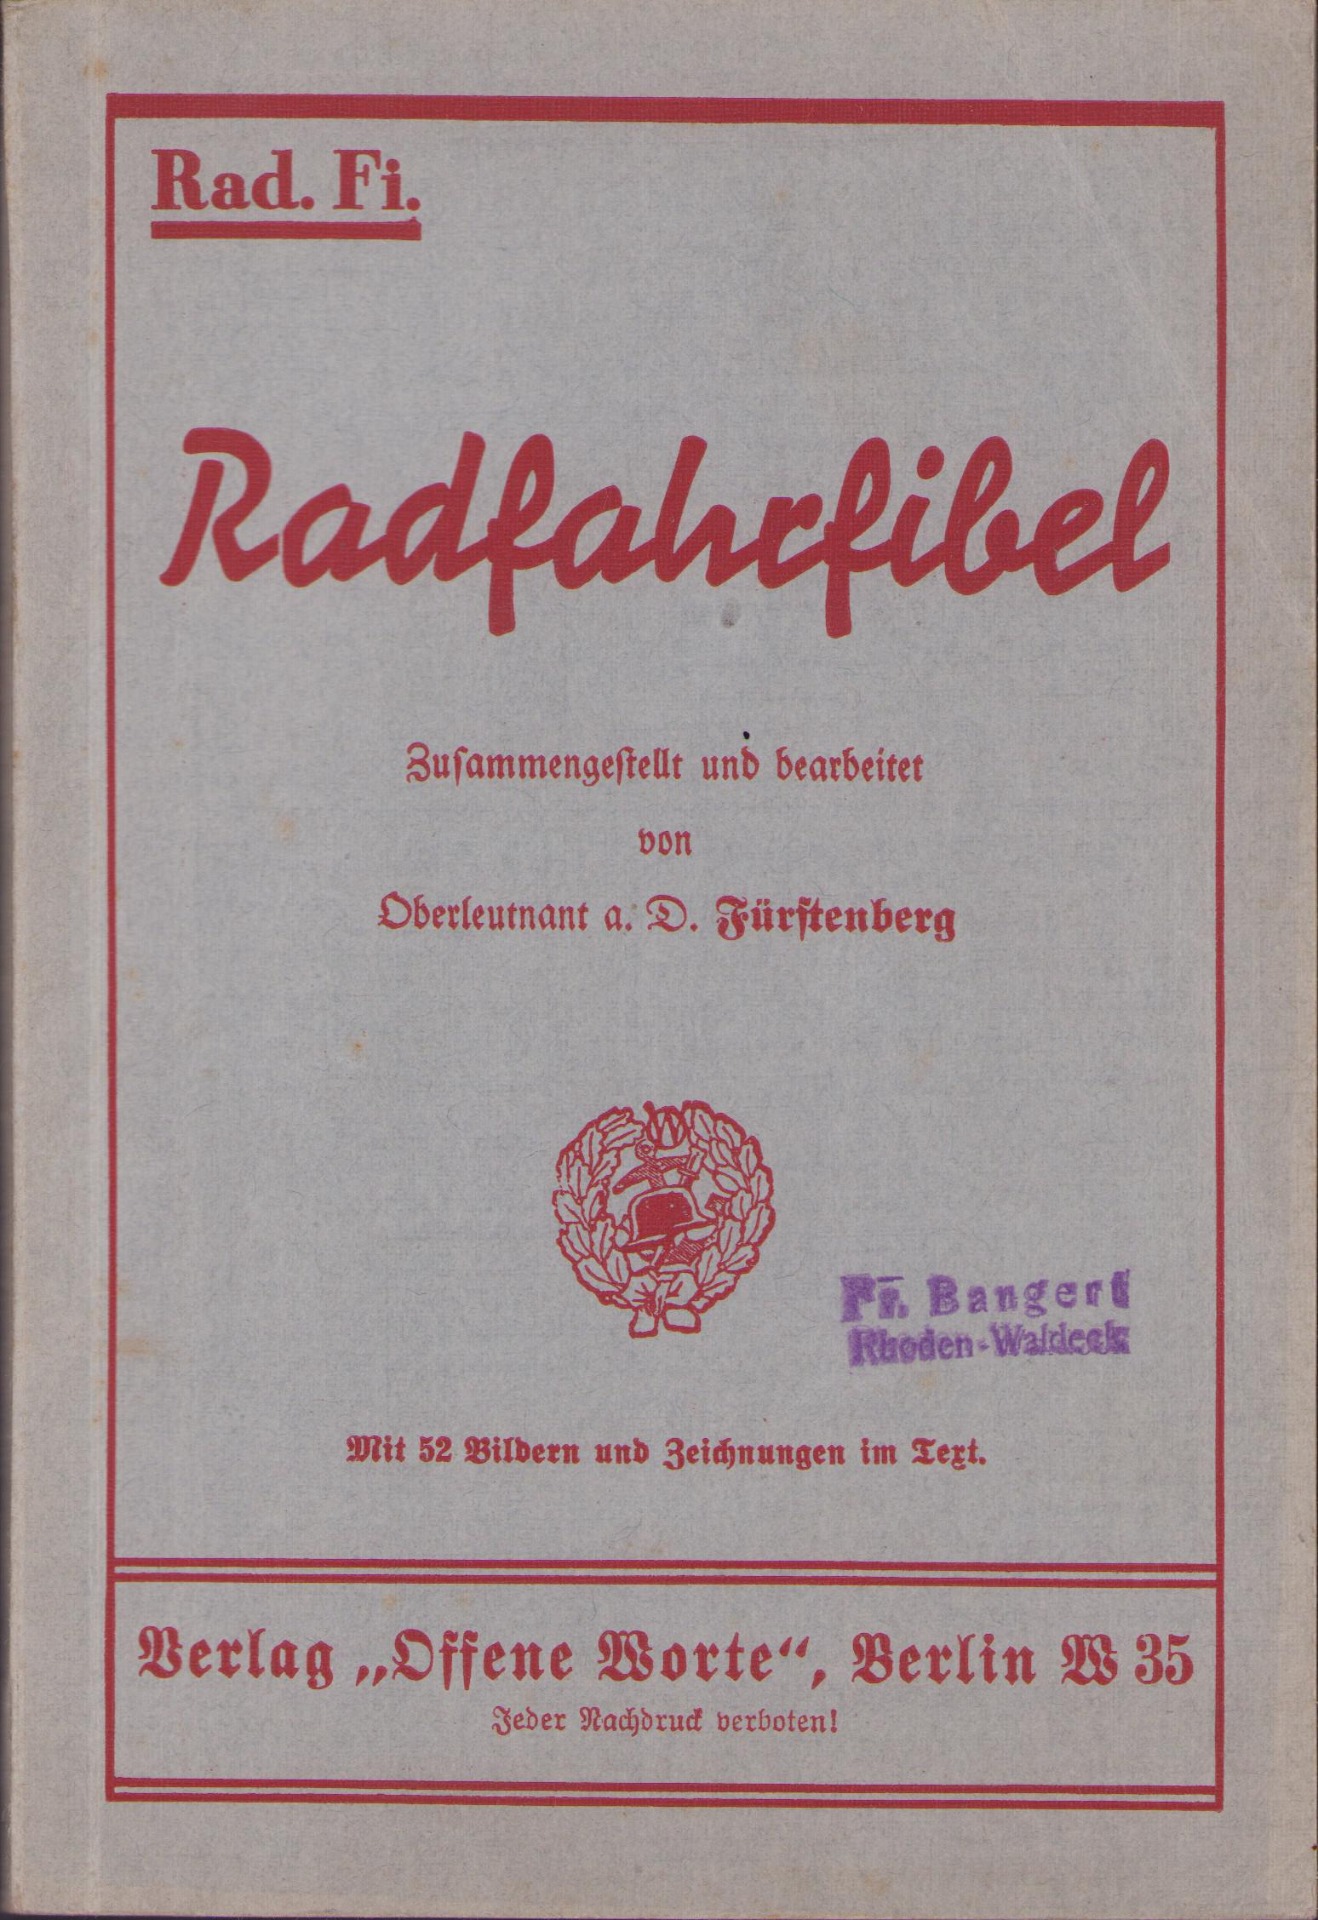 Rad. Fi.
Radfahrfibel
Zusammengestellt und bearbeitet
von
Oberleutnant a. D. Fürstenberg
W
Fr. Bangert
Rhoden-Waldeck
Mit 52 Bildern und Zeichnungen im Text.
Verlag „Offene Worte“, Berlin W 35
Jeder Nachdruck verboten!